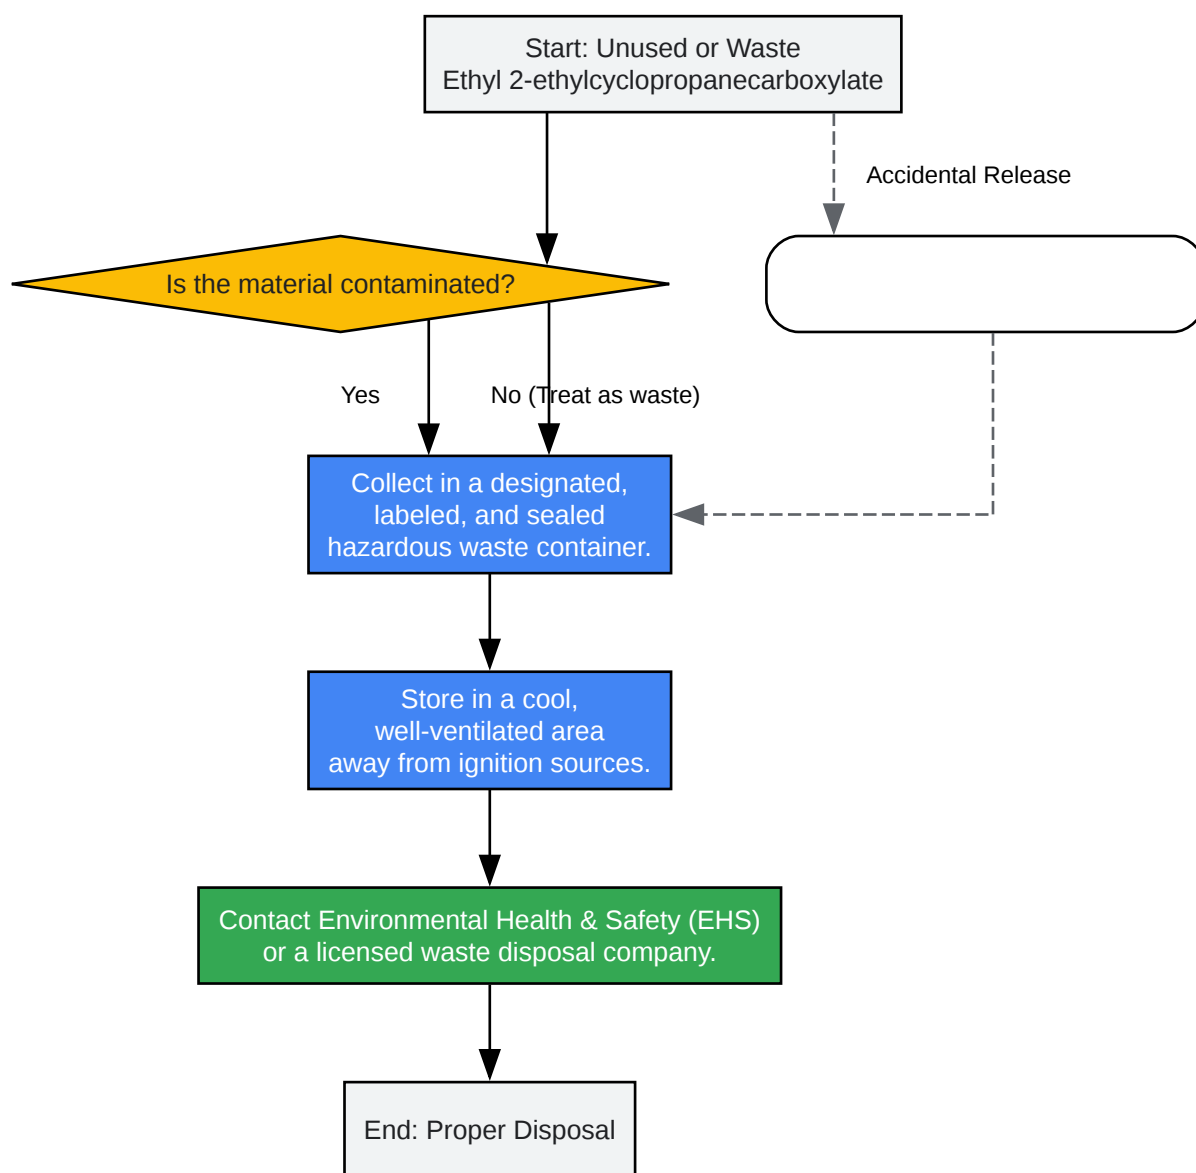 Start: Unused or Waste
Ethyl 2-ethylcyclopropanecarboxylate
Accidental Release
Is the material contaminated?
Yes
No (Treat as waste)
Collect in a designated,
labeled, and sealed
hazardous waste container.
Store in a cool,
well-ventilated area
away from ignition sources.
Contact Environmental Health & Safety (EHS)
or a licensed waste disposal company.
End: Proper Disposal